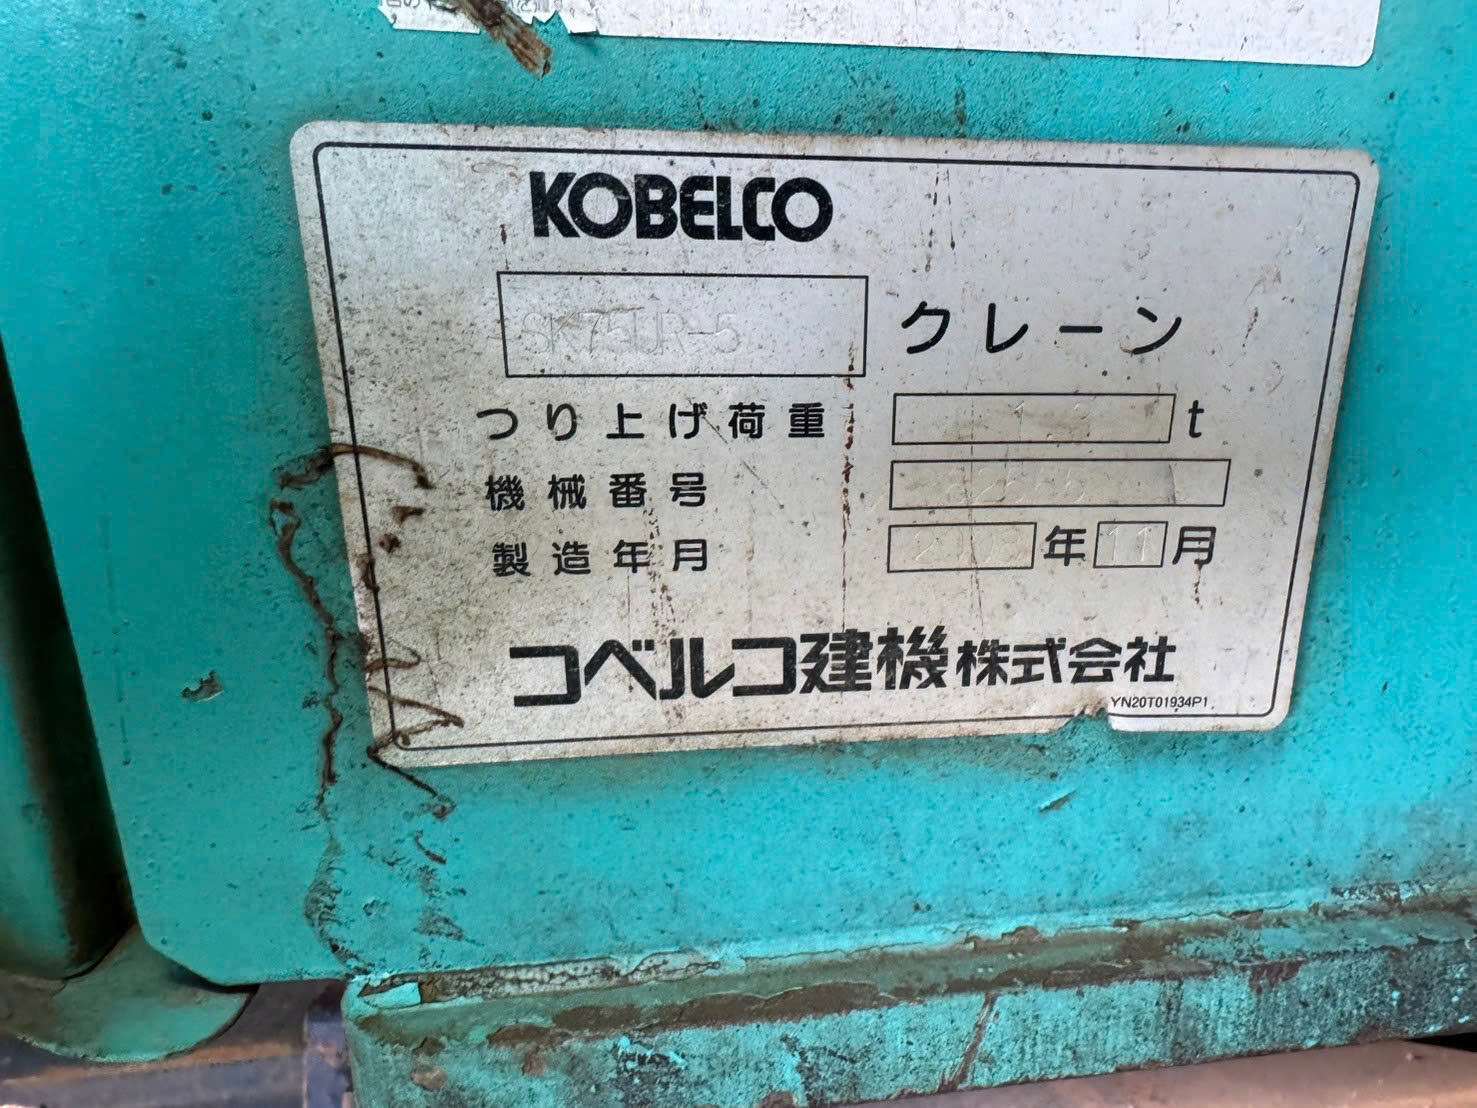 KOBELCO
SK75UR-5 クレーン
つり上げ荷重 t
機械番号
製造年月 年 11 月
コベルコ建機株式会社
YN20T01934P1